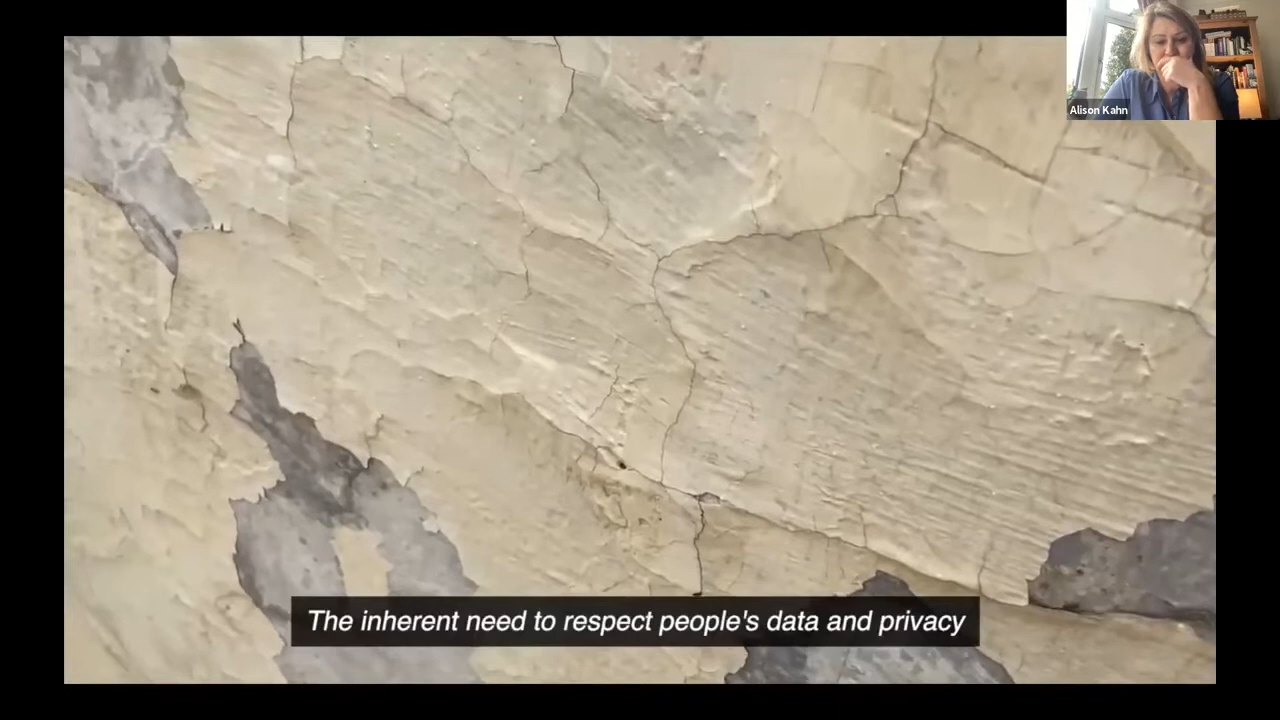 Alison Kahn
The inherent need to respect people's data and privacy